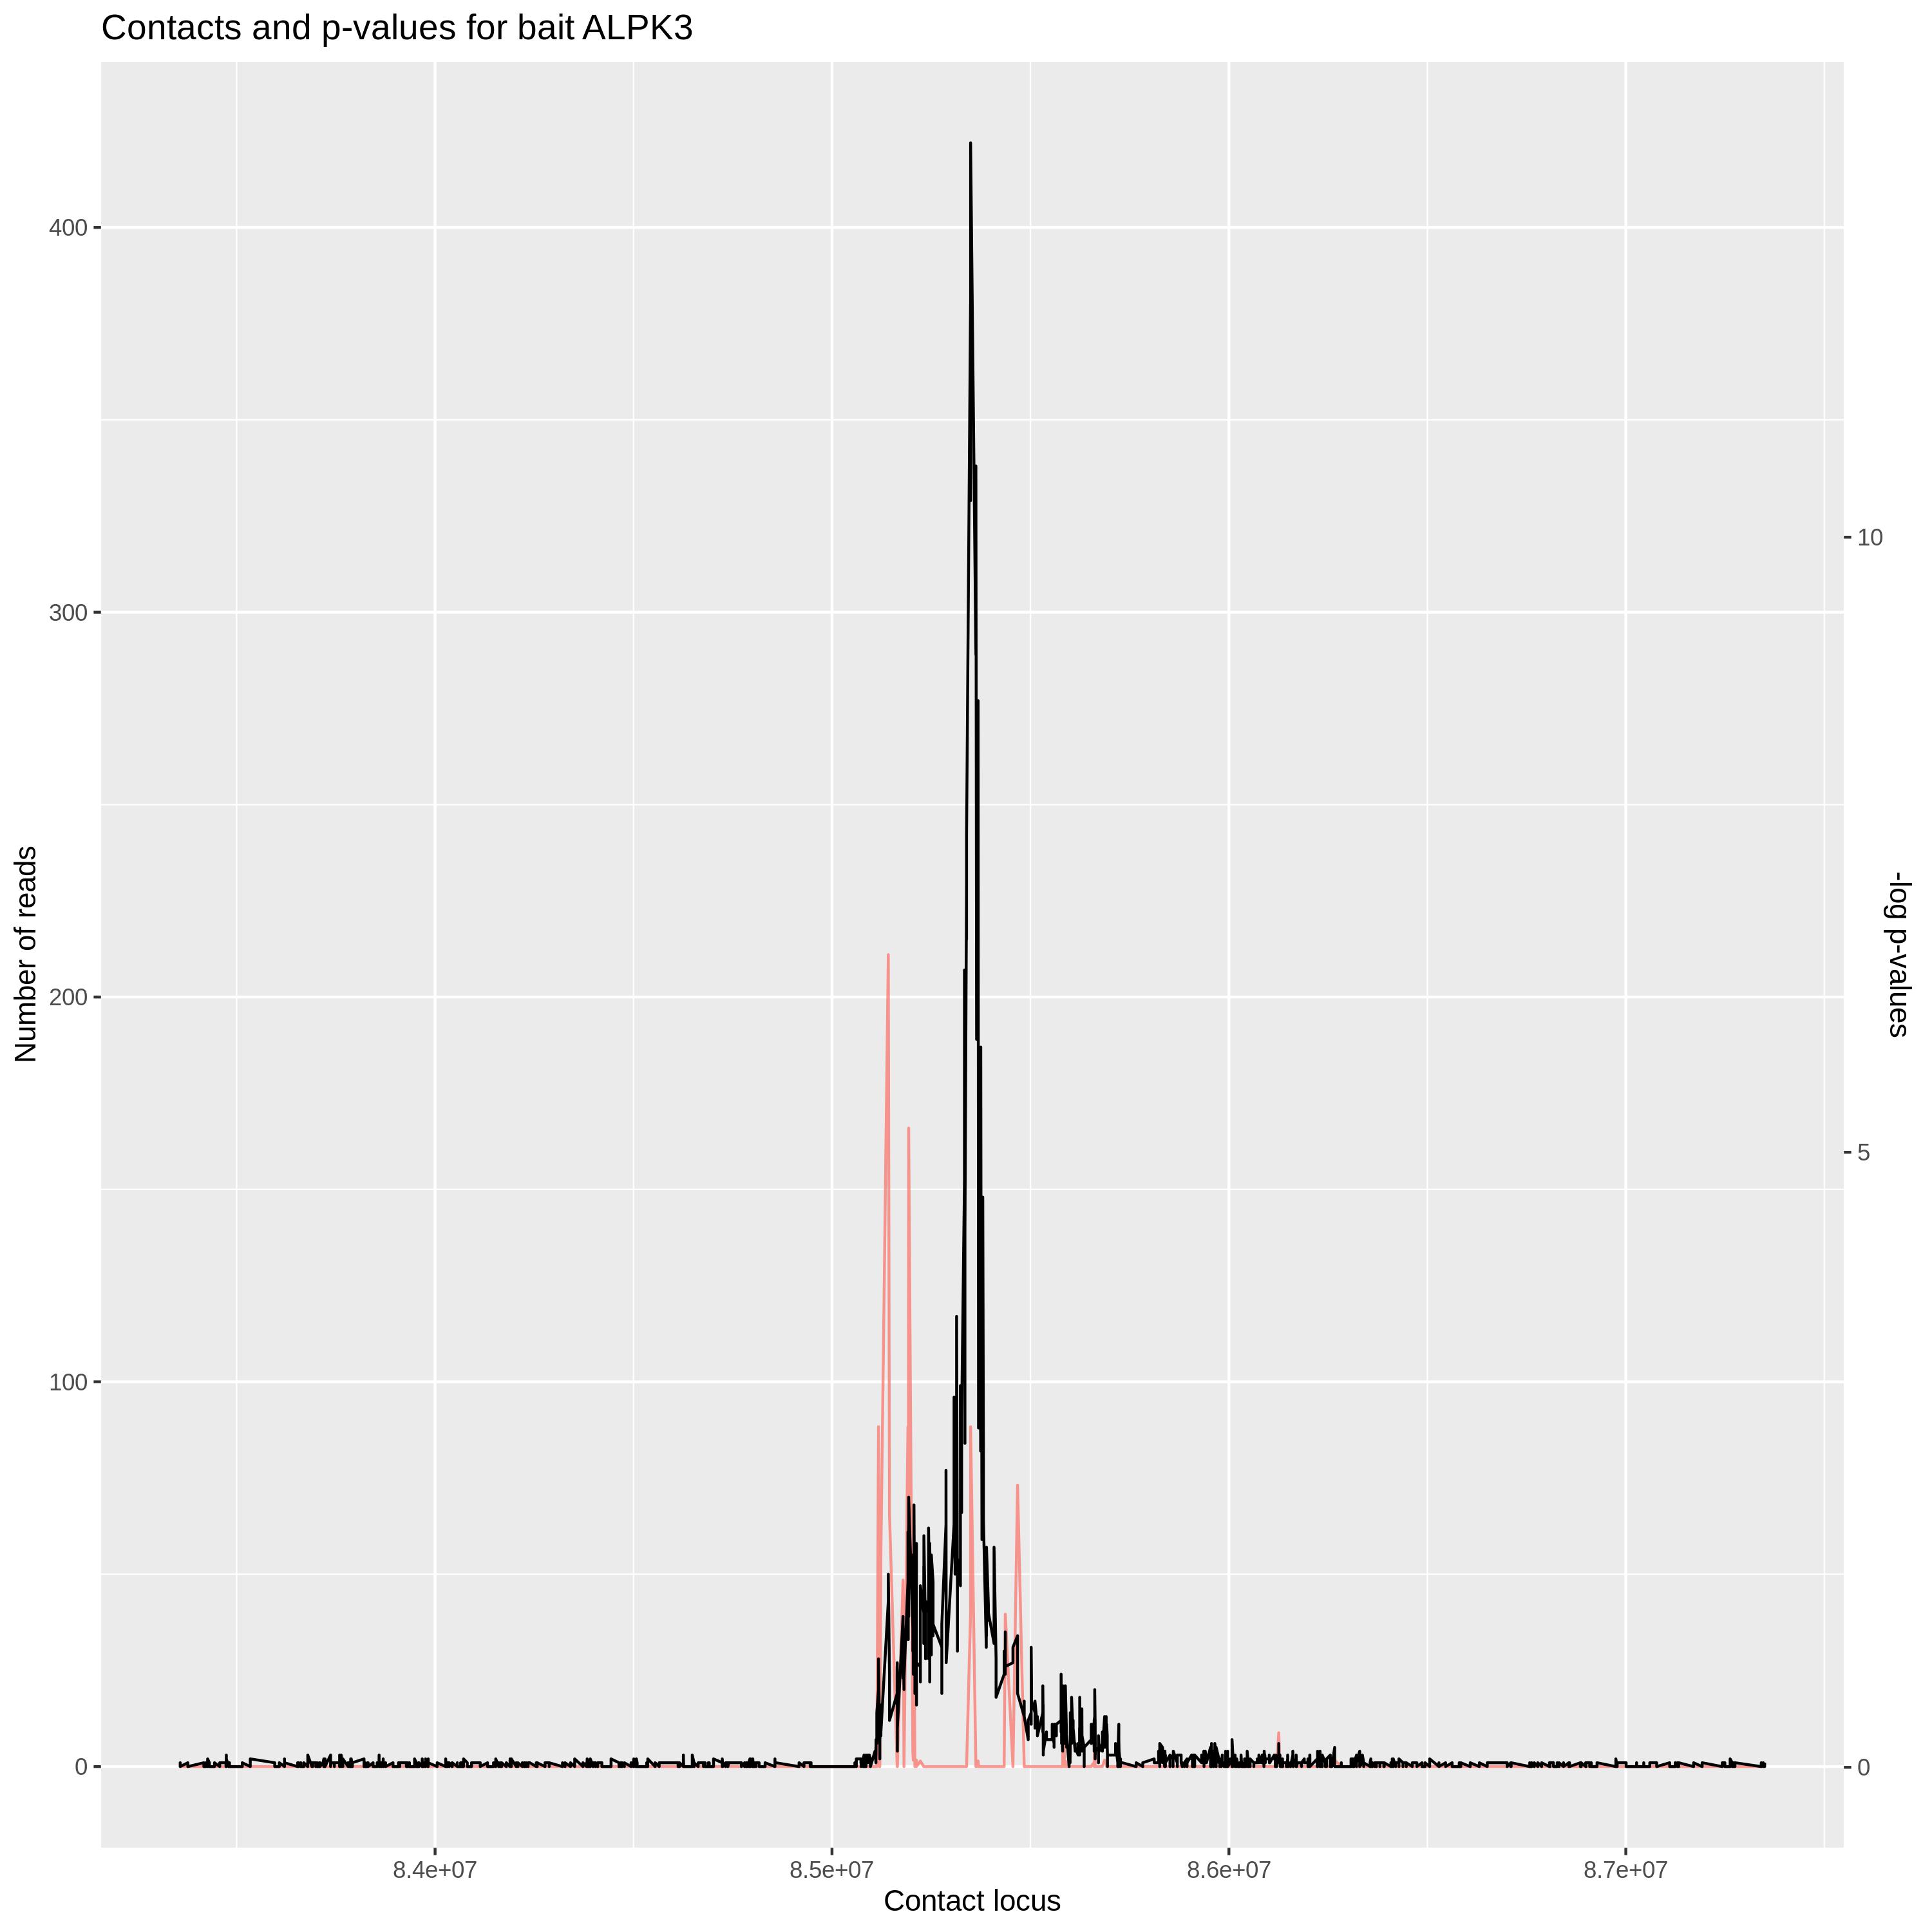 Contacts and p-values for bait ALPK3
400
300
200
100
0
10
5
0
Number of reads
-log p-values
8.4e+07
8.5e+07
8.6e+07
8.7e+07
Contact locus